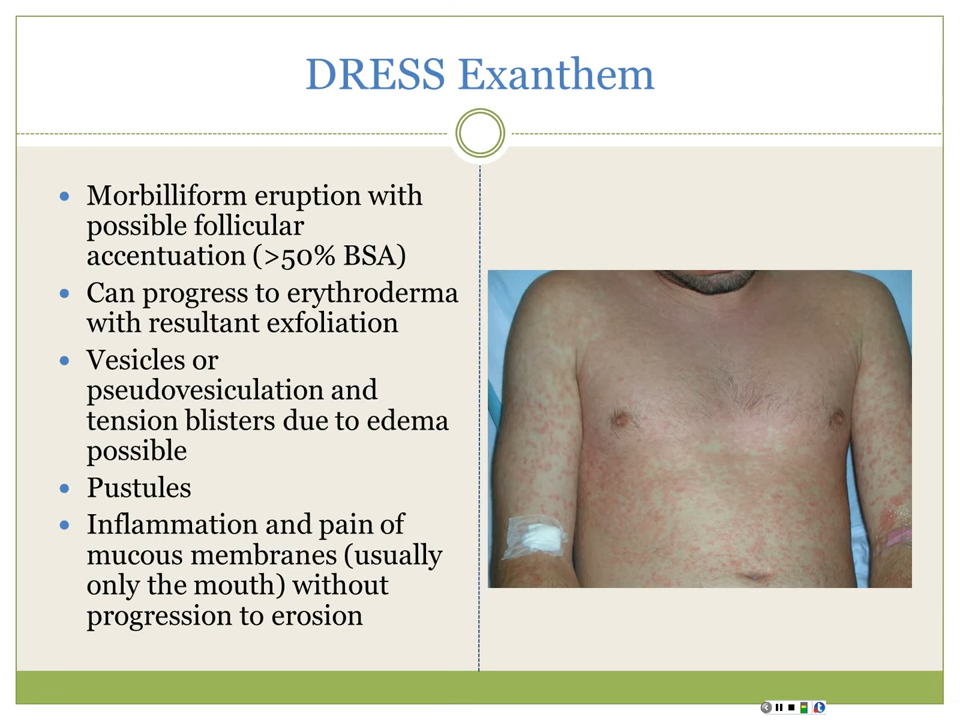 DRESS Exanthem
Morbilliform eruption with
possible follicular
accentuation (>50% BSA)
Can progress to erythroderma
with resultant exfoliation
Vesicles or
pseudovesiculation and
tension blisters due to edema
possible
Pustules
Inflammation and pain of
mucous membranes (usually
only the mouth) without
progression to erosion